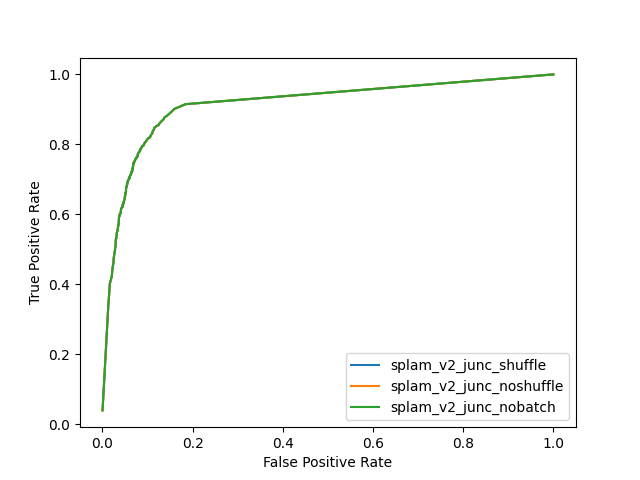 1.0
0.8
0.6
0.4
0.2
0.0
True Positive Rate
0.0 0.2 0.4 0.6 0.8 1.0
False Positive Rate
splam_v2_junc_shuffle
splam_v2_junc_noshuffle
splam_v2_junc_nobatch